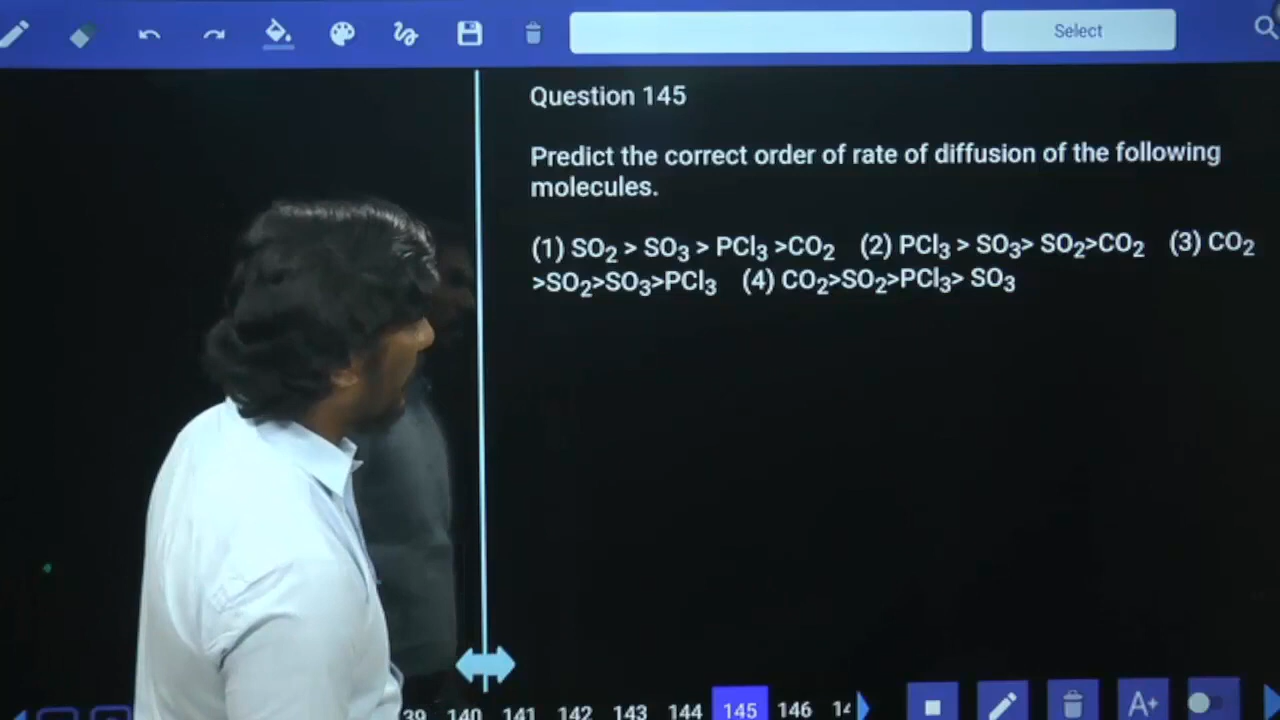 Select
Question 145
Predict the correct order of rate of diffusion of the following
molecules.
(1) SO₂ > SO₃ > PCl₃ >CO₂ (2) PCl₃ > SO₃> SO₂>CO₂ (3) CO₂
>SO₂>SO₃>PCl₃ (4) CO₂>SO₂>PCl₃> SO₃
39 140 141 142 143 144 145 146
A+